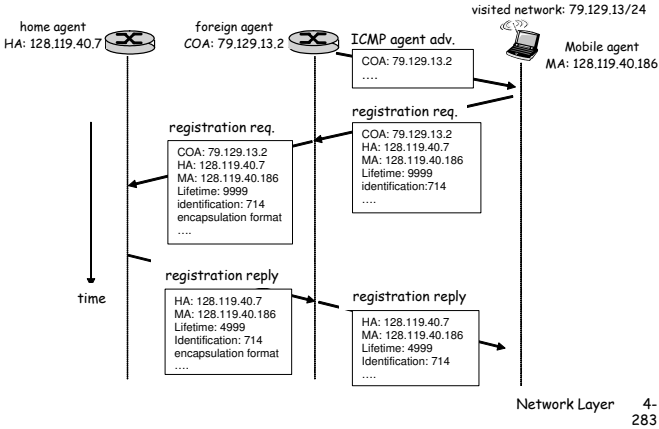 visited network: 79.129.13/24
home agent
HA: 128.119.40.7
foreign agent
COA: 79.129.13.2
ICMP agent adv.
Mobile agent
MA: 128.119.40.186
COA: 79.129.13.2
….
registration req.
COA: 79.129.13.2
HA: 128.119.40.7
MA: 128.119.40.186
Lifetime: 9999
identification:714
….
registration req.
COA: 79.129.13.2
HA: 128.119.40.7
MA: 128.119.40.186
Lifetime: 9999
identification: 714
encapsulation format
….
time
registration reply
HA: 128.119.40.7
MA: 128.119.40.186
Lifetime: 4999
Identification: 714
encapsulation format
….
registration reply
HA: 128.119.40.7
MA: 128.119.40.186
Lifetime: 4999
Identification: 714
….
Network Layer 4-
283